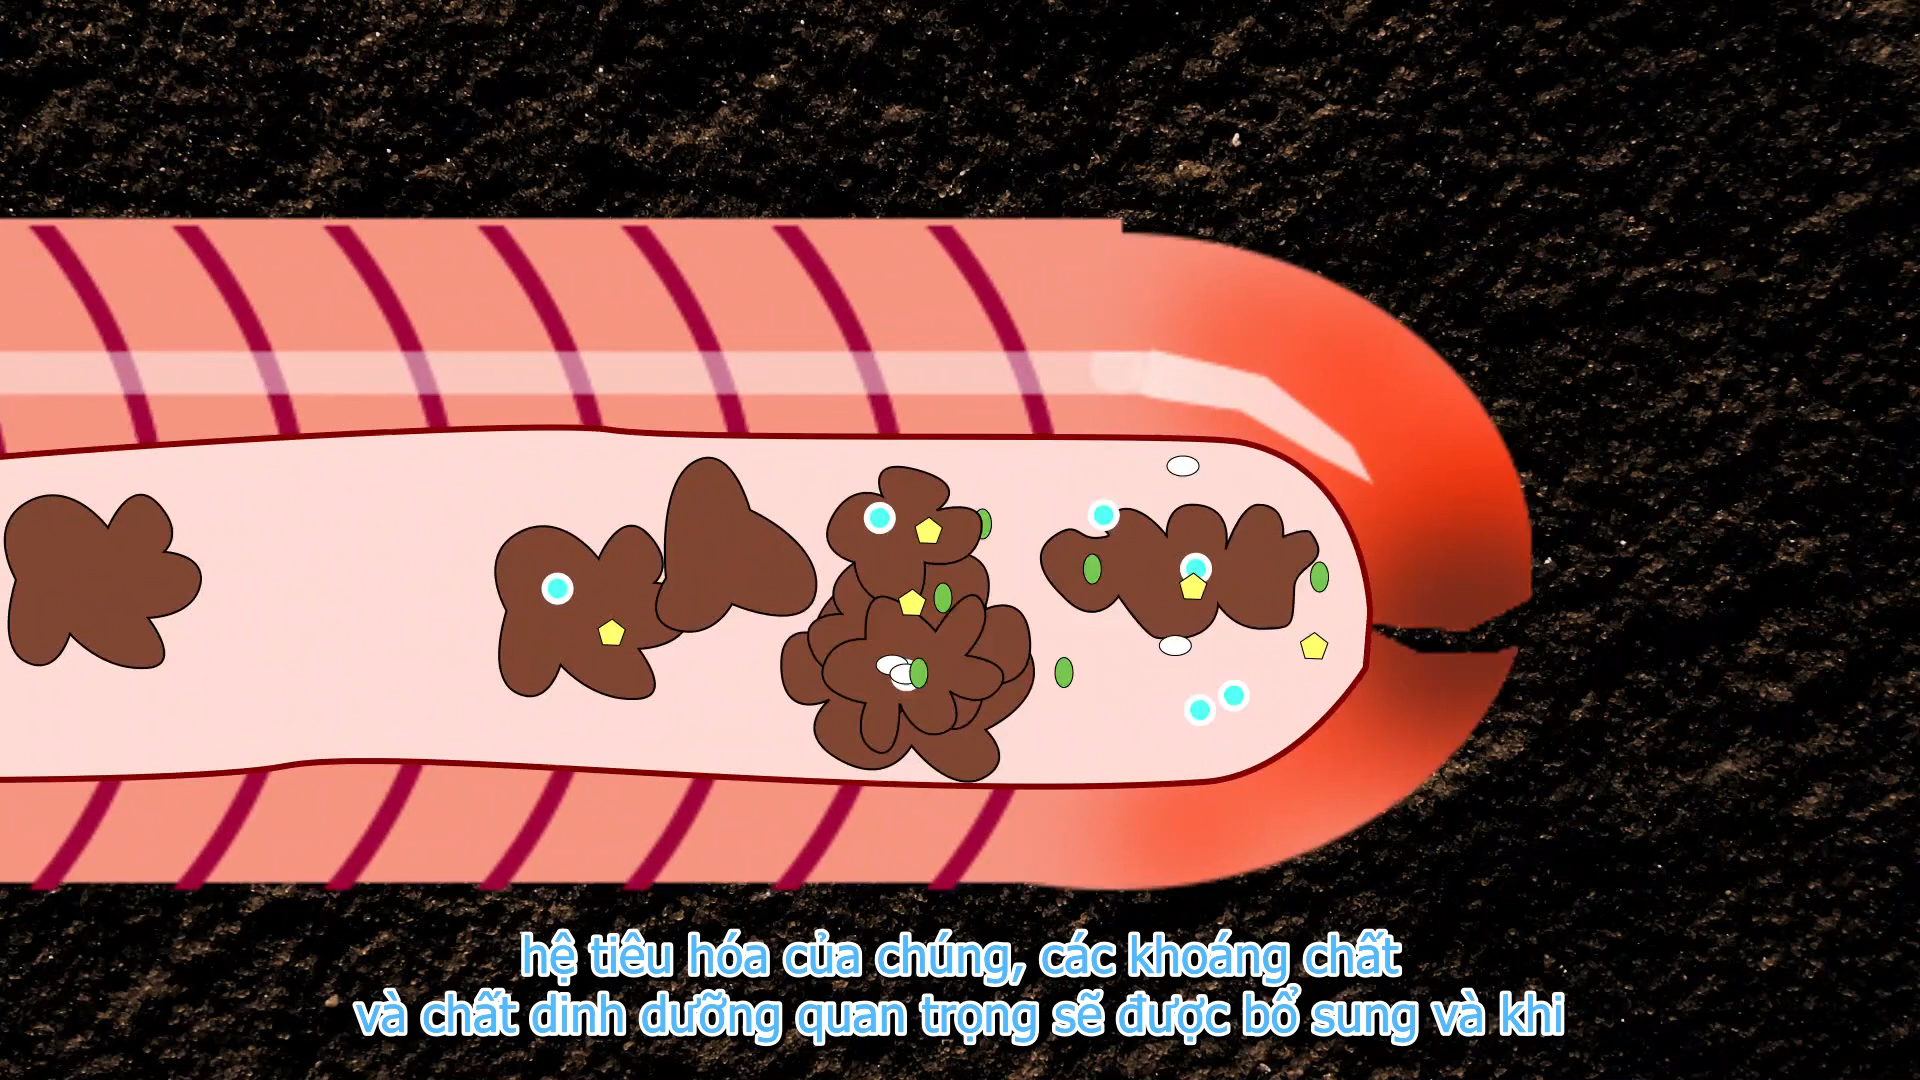 hệ tiêu hóa của chúng, các khoáng chất
và chất dinh dưỡng quan trọng sẽ được bổ sung và khi